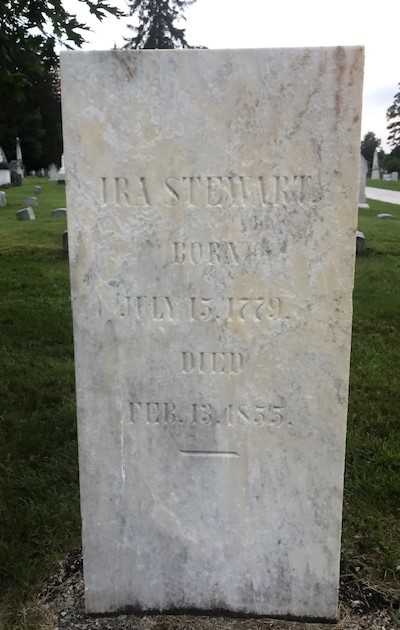 IRA STEWART
BORN
JULY 15, 1779.
DIED
FEB. 13, 1855.